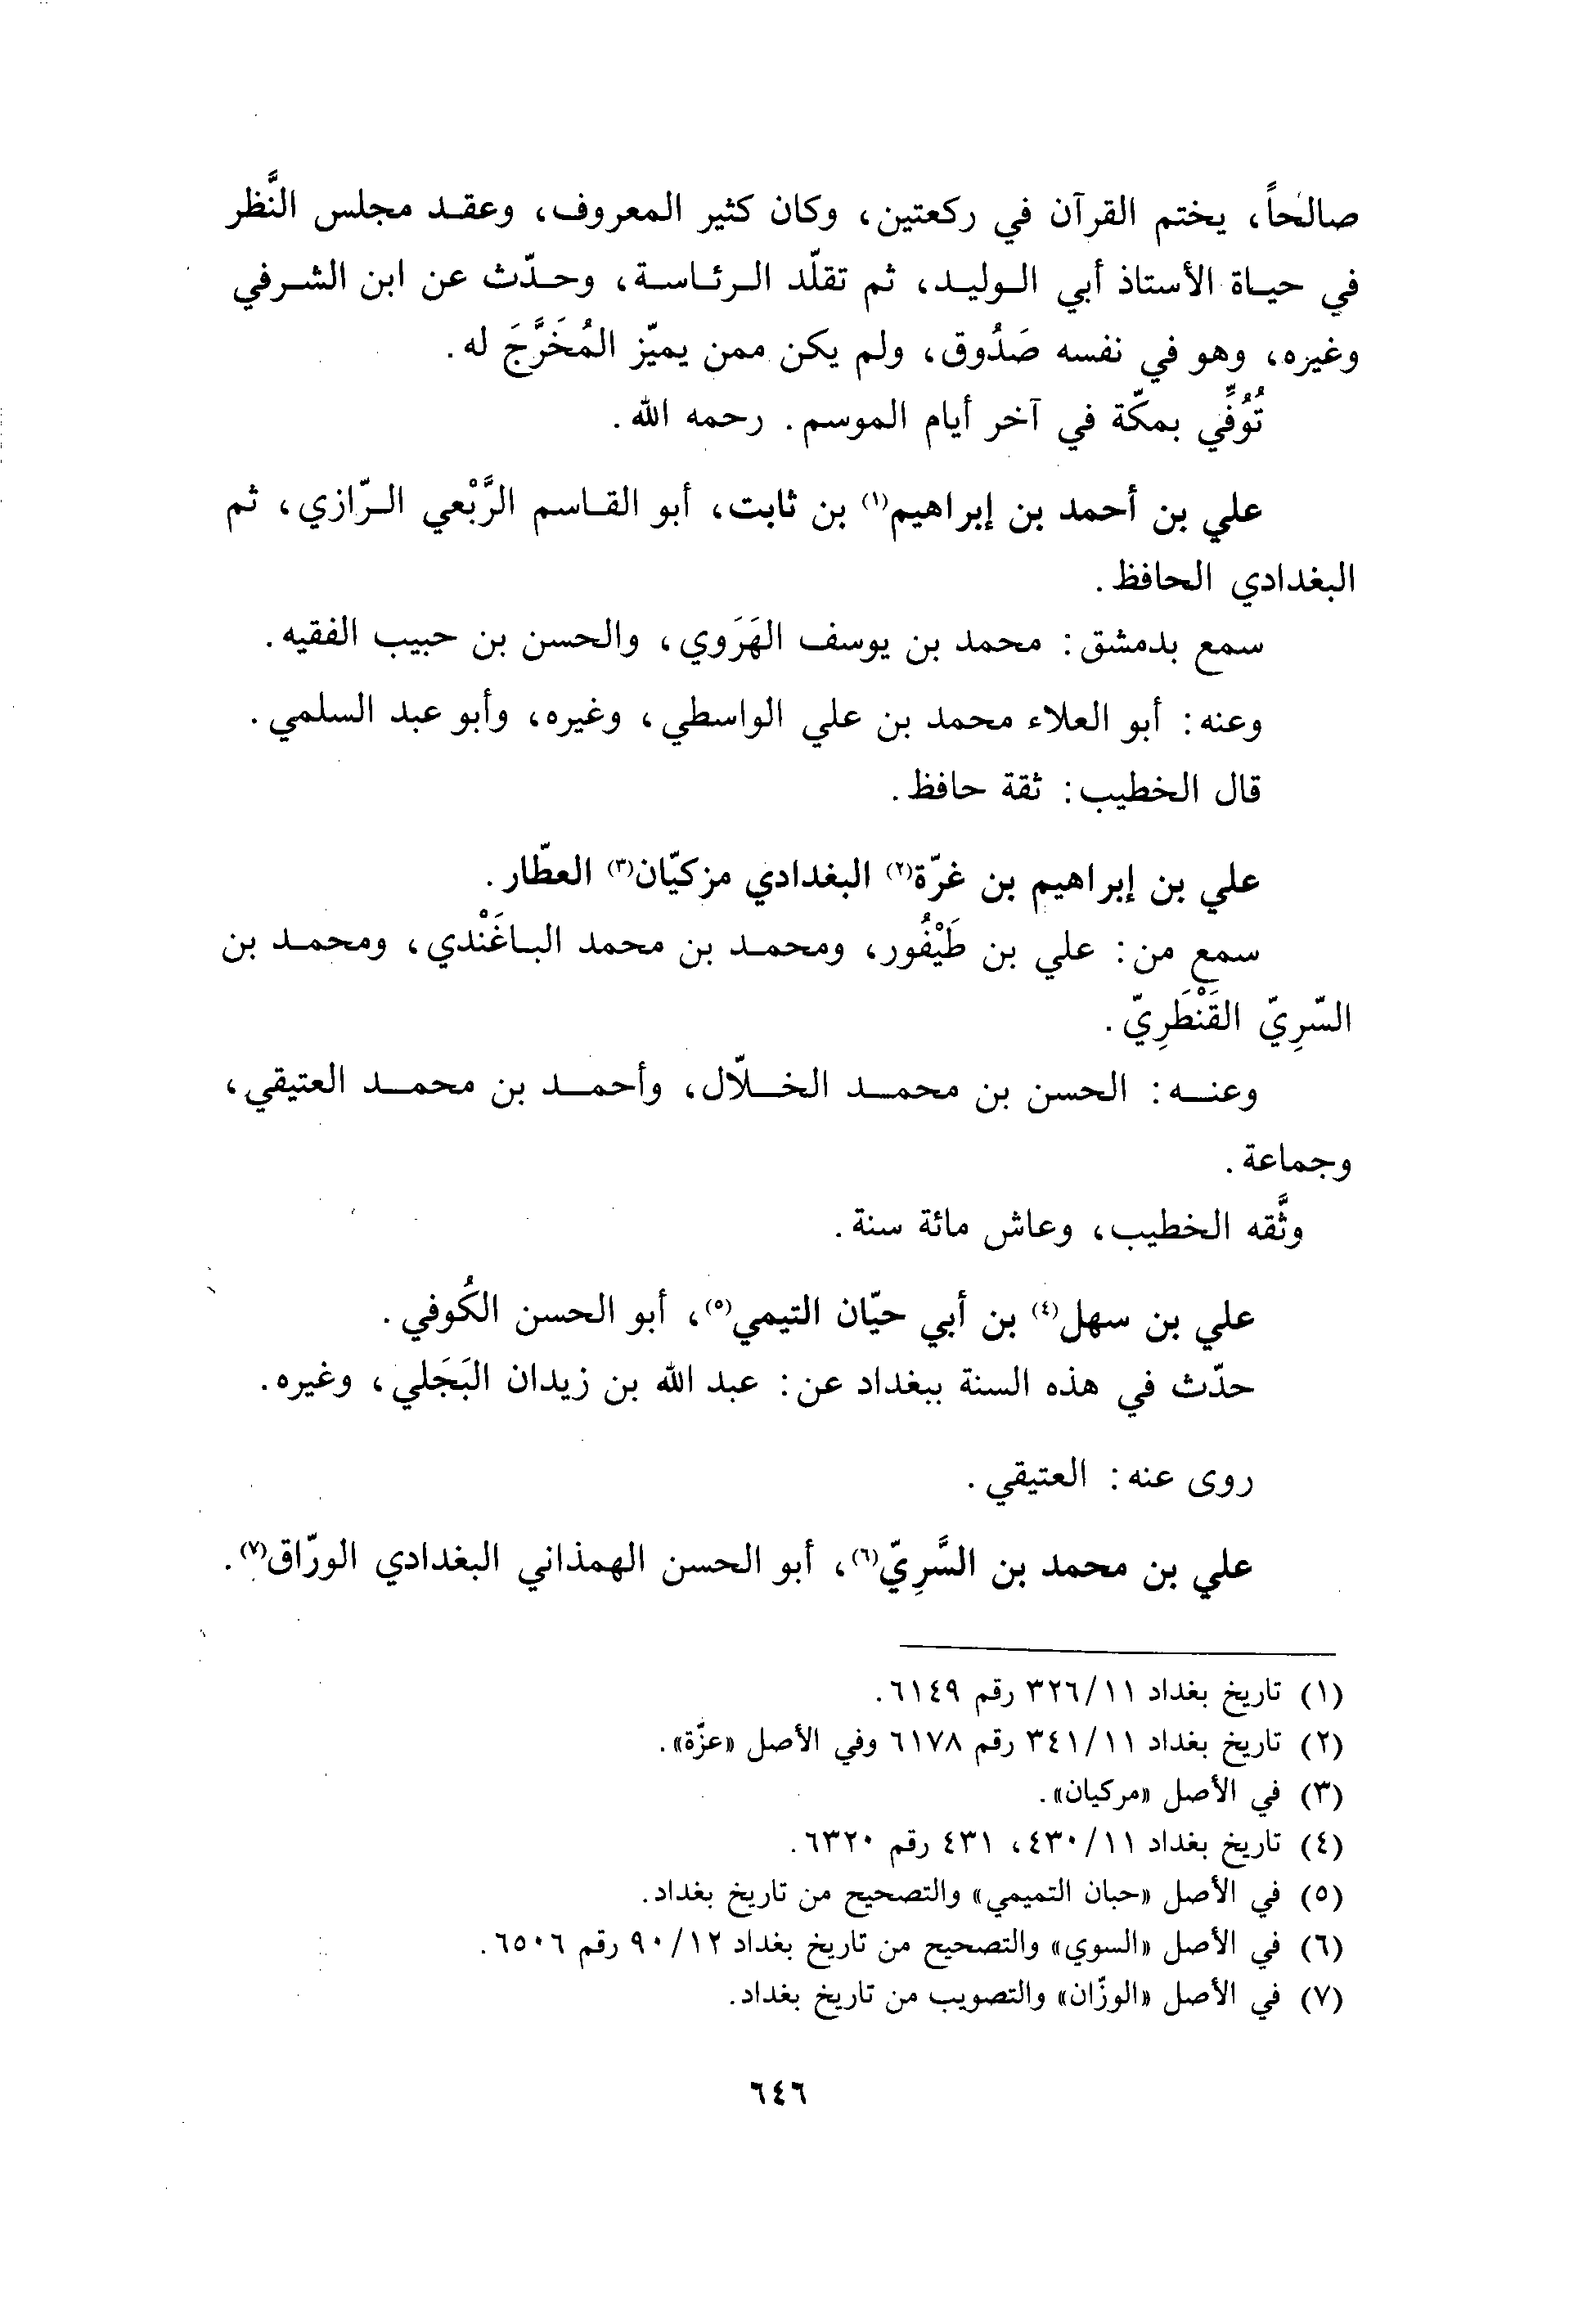 صالحاً، يختم القرآن في ركعتين، وكان كثير المعروف، وعقد مجلس النَّظر
في حياة الأستاذ أبي الوليد، ثم تقلّد الرئاسة، وحدّث عن ابن الشرفي
وغيره، وهو في نفسه صَدُوق، ولم يكن ممن يميّز المُخَرَّجَ له.
تُوُفِّي بمكّة في آخر أيام الموسم. رحمه الله.
علي بن أحمد بن إبراهيم(١) بن ثابت، أبو القاسم الرَّبْعي الرّازي، ثم
البغدادي الحافظ.
سمع بدمشق: محمد بن يوسف الهَرَوي، والحسن بن حبيب الفقيه.
وعنه: أبو العلاء محمد بن علي الواسطي، وغيره، وأبو عبد السلمي.
قال الخطيب: ثقة حافظ.
علي بن إبراهيم بن غرّة(٢) البغدادي مزكيّان(٣) العطّار.
سمع من: علي بن طَيْفُور، ومحمد بن محمد الباغَنْدي، ومحمد بن
السّرِيّ القَنْطَرِيّ.
وعنه: الحسن بن محمد الخلّال، وأحمد بن محمد العتيقي،
وجماعة.
وثَّقه الخطيب، وعاش مائة سنة.
علي بن سهل(٤) بن أبي حيّان التيمي(٥)، أبو الحسن الكُوفي.
حدّث في هذه السنة ببغداد عن: عبد الله بن زيدان البَجَلي، وغيره.
روى عنه: العتيقي.
علي بن محمد بن السَّرِيّ(٦)، أبو الحسن الهمذاني البغدادي الورّاق(٧).
(١) تاريخ بغداد ٣٢٦/١١ رقم ٦١٤٩.
(٢) تاريخ بغداد ٣٤١/١١ رقم ٦١٧٨ وفي الأصل «عزّة».
(٣) في الأصل «مركيان».
(٤) تاريخ بغداد ٤٣٠/١١، ٤٣١ رقم ٦٣٢٠.
(٥) في الأصل «حبان التميمي» والتصحيح من تاريخ بغداد.
(٦) في الأصل «السوي» والتصحيح من تاريخ بغداد ٩٠/١٢ رقم ٦٥٠٦.
(٧) في الأصل «الوزّان» والتصويب من تاريخ بغداد.
٦٤٦